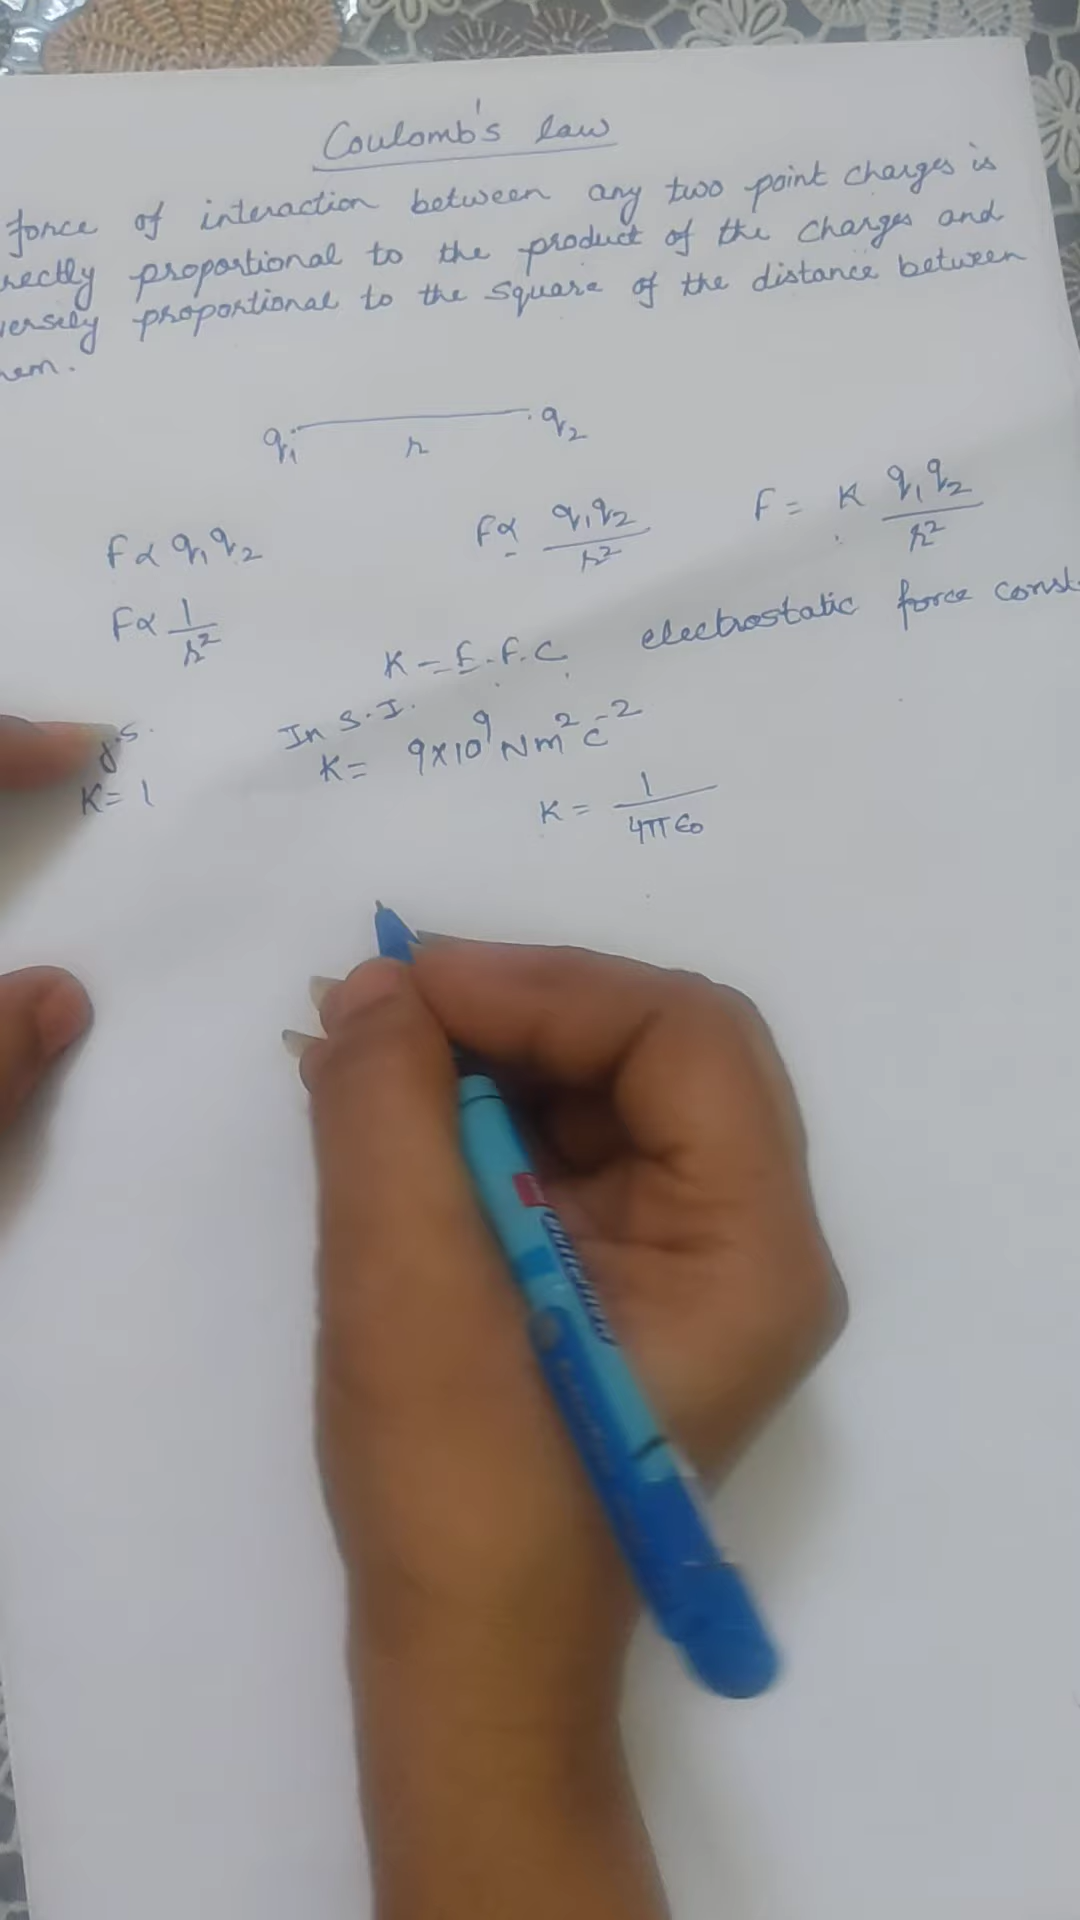 Coulomb's law
force of interaction between any two point charges is
rectly proportional to the product of the charges and
versely proportional to the square of the distance between
hem.
q₁ r q₂
F ∝ q₁q₂
F ∝ 1/r²
F ∝ q₁q₂/r²
F = K q₁q₂/r²
K = E.F.C electrostatic force const
g.s.
K = 1
In S.I.
K = 9×10⁹ Nm²C⁻²
K = 1/4πε₀